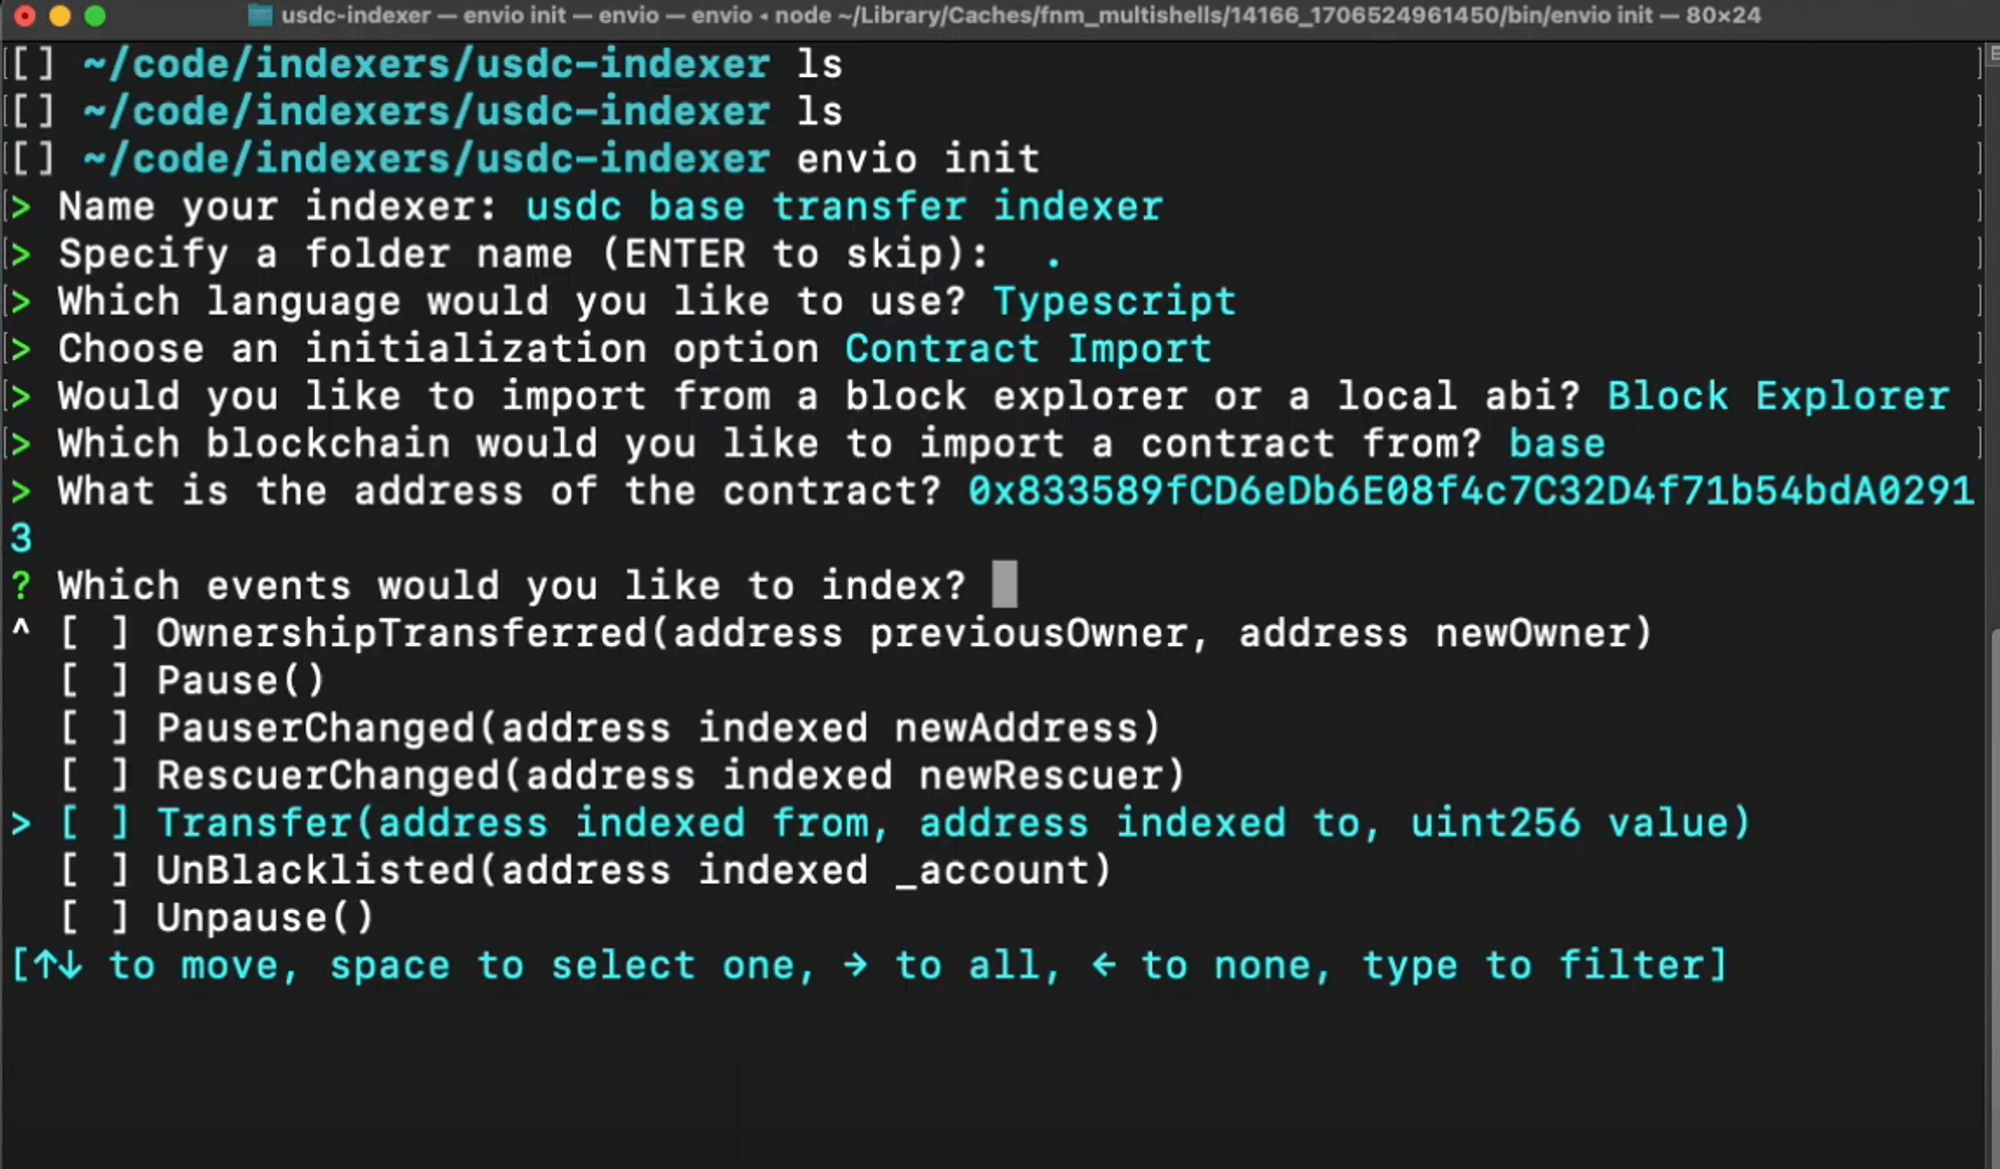 usdc-indexer — envio init — envio — envio ◂ node ~/Library/Caches/fnm_multishells/14166_1706524961450/bin/envio init — 80×24
[[] ~/code/indexers/usdc-indexer ls ]
[[] ~/code/indexers/usdc-indexer ls ]
[[] ~/code/indexers/usdc-indexer envio init ]
[> Name your indexer: usdc base transfer indexer ]
[> Specify a folder name (ENTER to skip):  . ]
[> Which language would you like to use? Typescript ]
[> Choose an initialization option Contract Import ]
[> Would you like to import from a block explorer or a local abi? Block Explorer ]
[> Which blockchain would you like to import a contract from? base ]
> What is the address of the contract? 0x833589fCD6eDb6E08f4c7C32D4f71b54bdA0291
3
? Which events would you like to index?
^ [ ] OwnershipTransferred(address previousOwner, address newOwner)
[ ] Pause()
[ ] PauserChanged(address indexed newAddress)
[ ] RescuerChanged(address indexed newRescuer)
> [ ] Transfer(address indexed from, address indexed to, uint256 value)
[ ] UnBlacklisted(address indexed _account)
[ ] Unpause()
[↑↓ to move, space to select one, → to all, ← to none, type to filter]